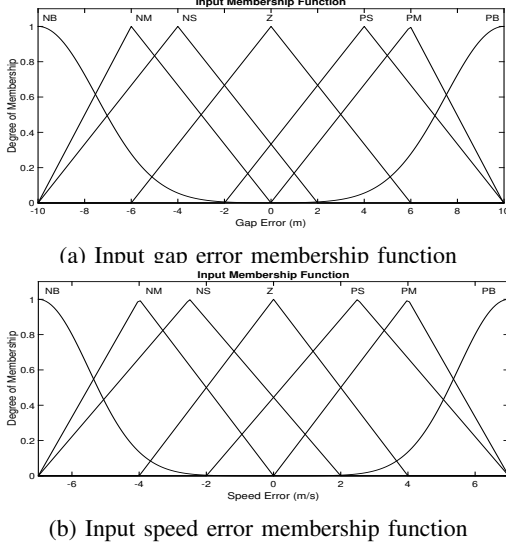 Input Membership Function
NB NM NS Z PS PM PB
1
0.8
0.6
0.4
0.2
0
Degree of Membership
-10 -8 -6 -4 -2 0 2 4 6 8 10
Gap Error (m)
(a) Input gap error membership function
Input Membership Function
NB NM NS Z PS PM PB
1
0.8
0.6
0.4
0.2
0
Degree of Membership
-6 -4 -2 0 2 4 6
Speed Error (m/s)
(b) Input speed error membership function